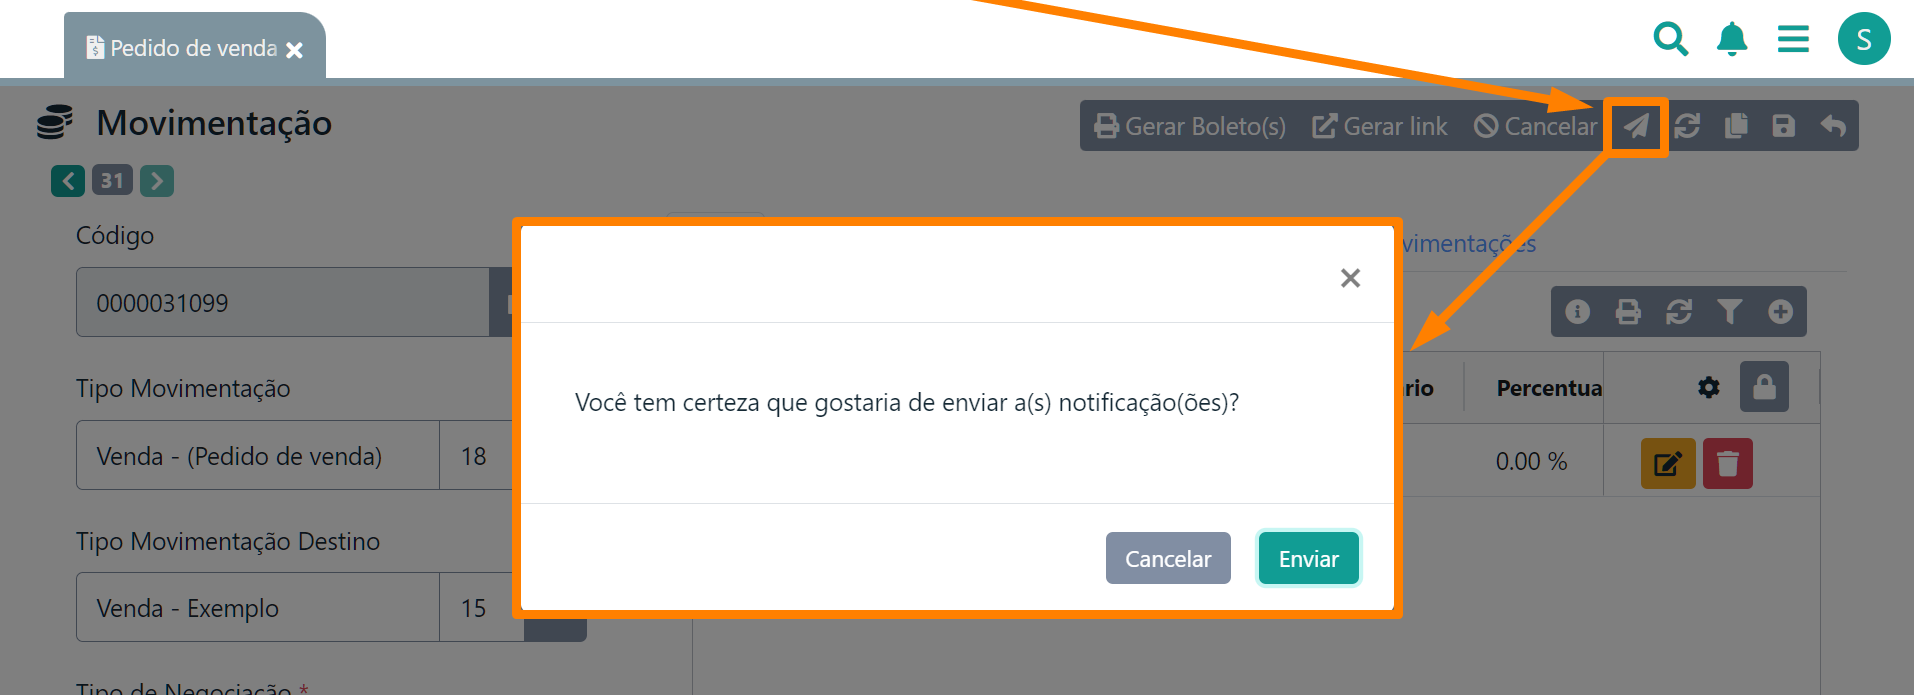 Pedido de venda
S
Movimentação
Gerar Boleto(s) Gerar link Cancelar
31
Código
vimentações
0000031099
Tipo Movimentação
rio Percentua
Você tem certeza que gostaria de enviar a(s) notificação(ões)?
Venda - (Pedido de venda) 18
0.00 %
Tipo Movimentação Destino
Cancelar Enviar
Venda - Exemplo 15
Tipo de Negociação *